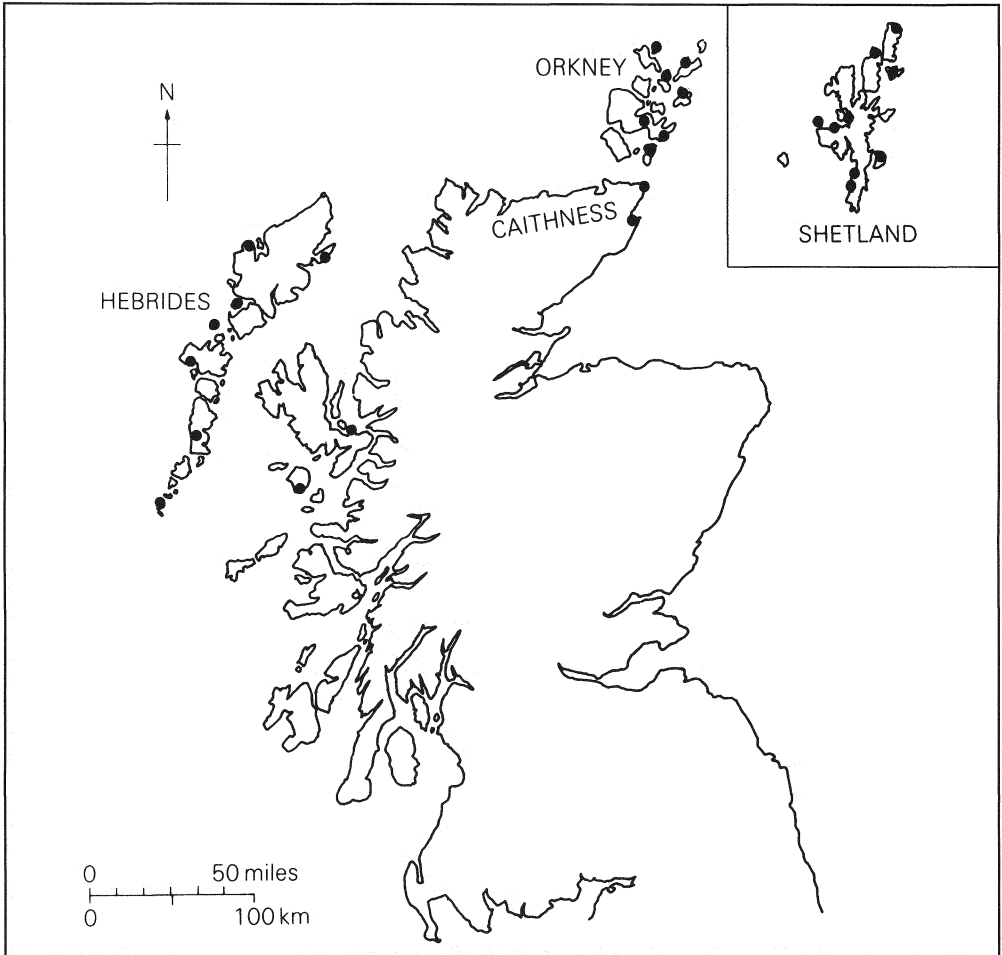 ORKNEY
N
CAITHNESS
SHETLAND
HEBRIDES
0 50 miles
0 100 km